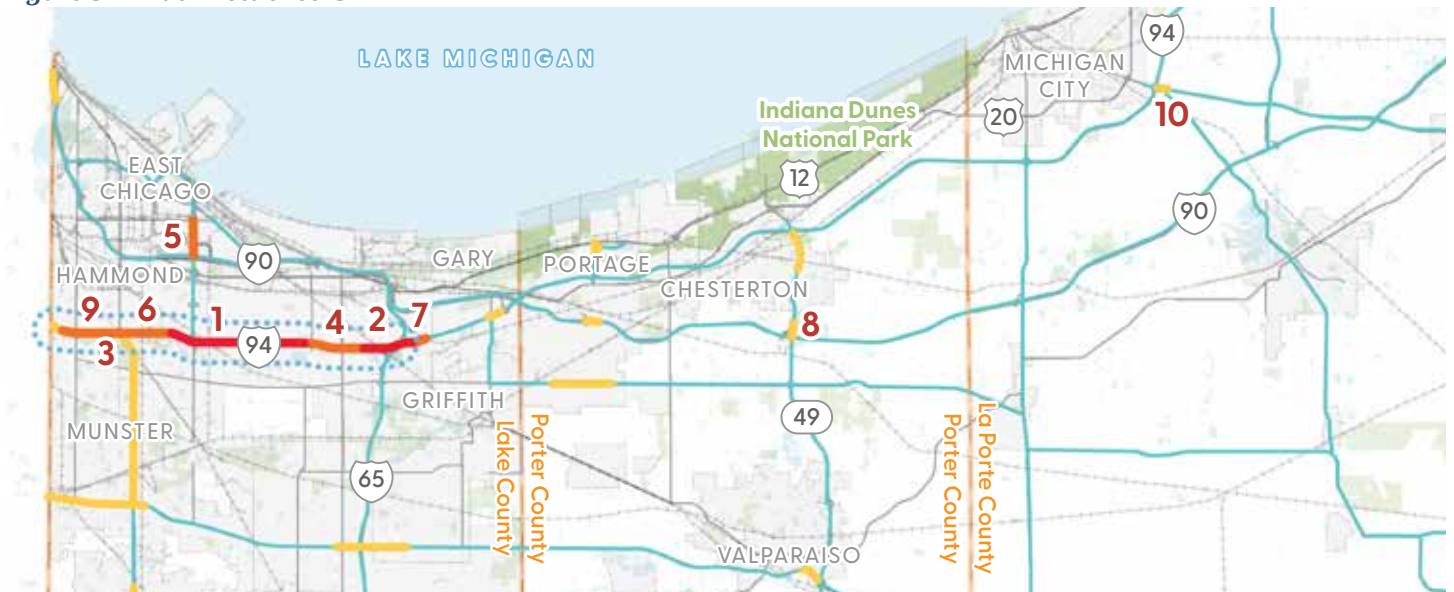 LAKE MICHIGAN
94
MICHIGAN
CITY
20
10
Indiana Dunes
National Park
12
EAST
CHICAGO
5
90
90
HAMMOND
GARY
PORTAGE
CHESTERTON
9
6
1
4
2
7
8
3
94
GRIFFITH
49
MUNSTER
65
Lake County
Porter County
Porter County
La Porte County
VALPARAISO